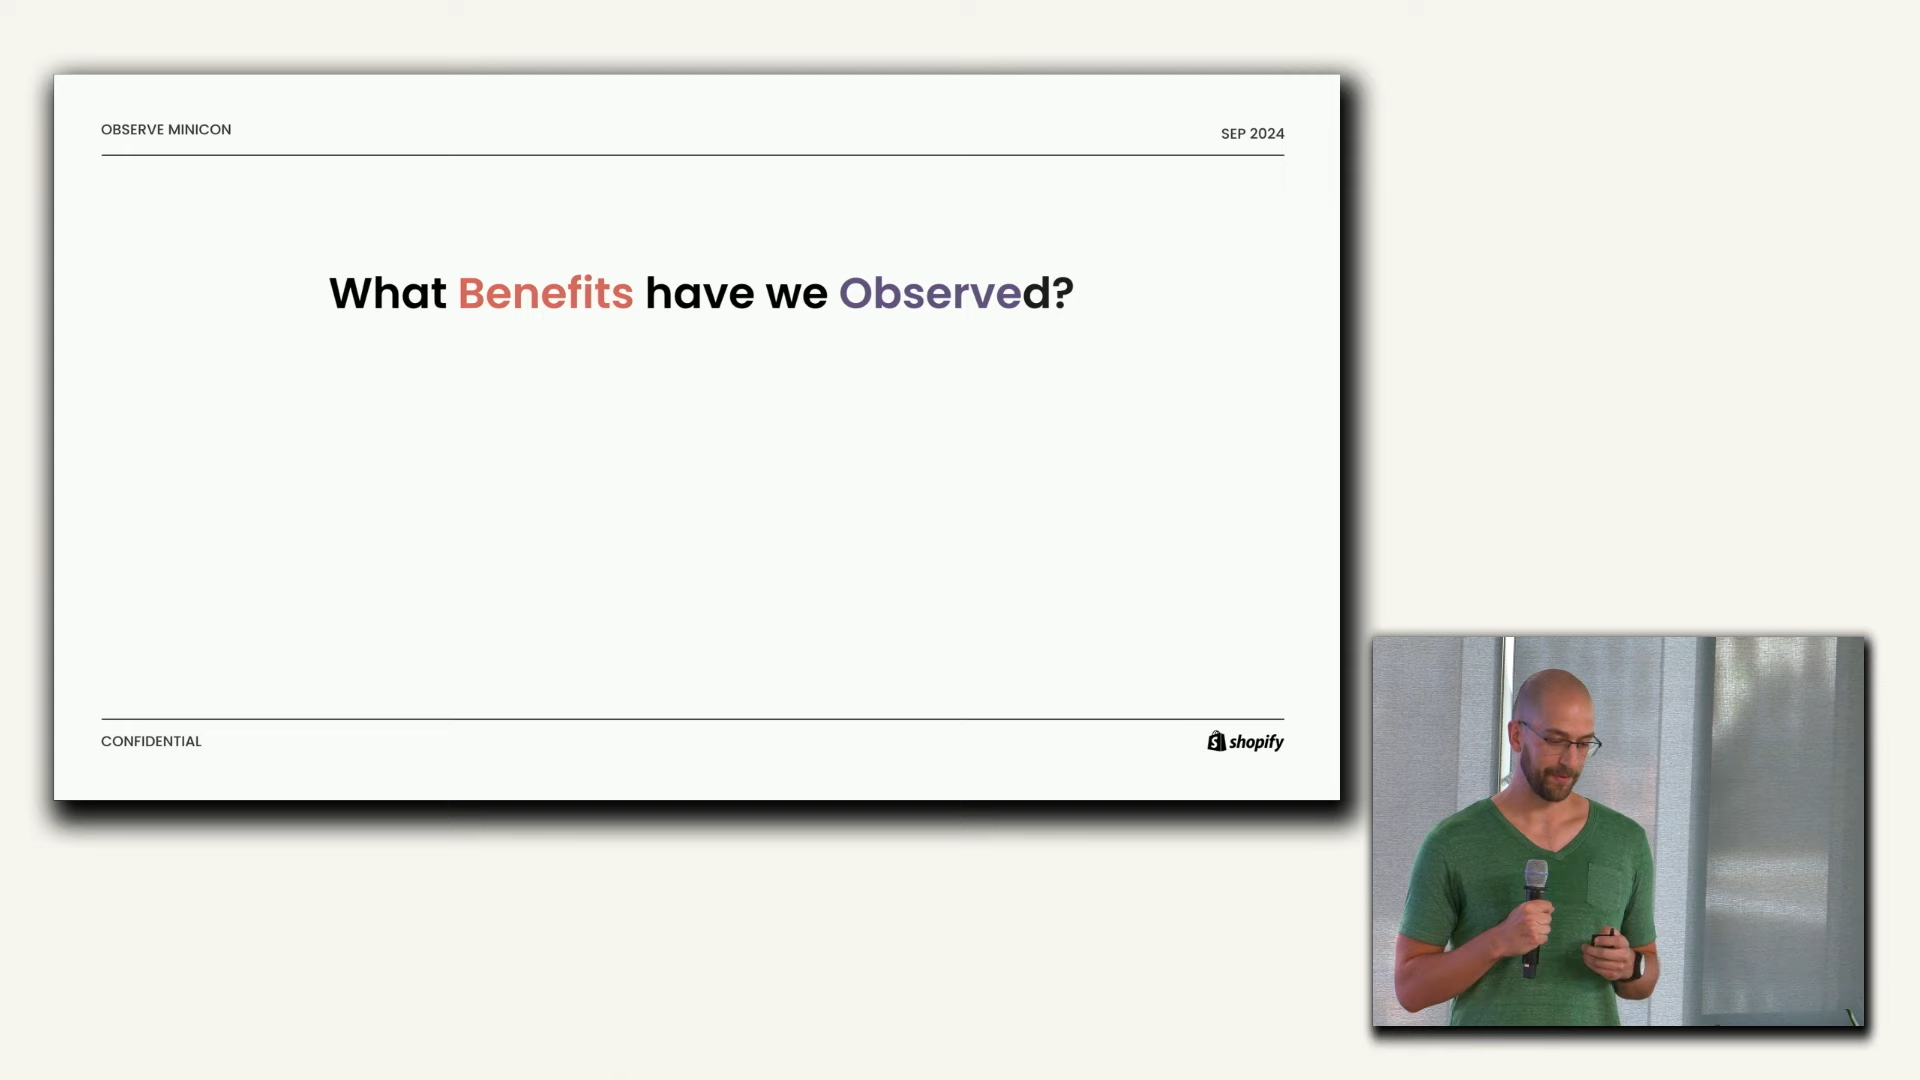 OBSERVE MINICON
SEP 2024
What Benefits have we Observed?
CONFIDENTIAL
shopify